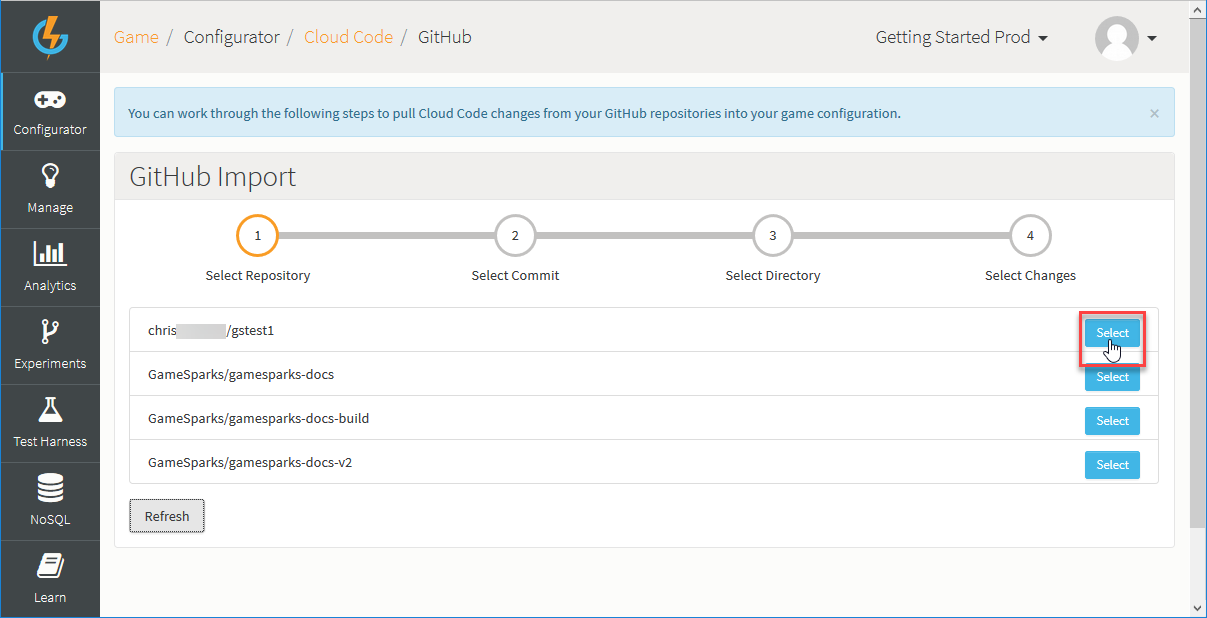 Game / Configurator / Cloud Code / GitHub
Getting Started Prod
Configurator
Manage
Analytics
Experiments
Test Harness
NoSQL
Learn
You can work through the following steps to pull Cloud Code changes from your GitHub repositories into your game configuration. ×
GitHub Import
1 2 3 4
Select Repository Select Commit Select Directory Select Changes
chris /gstest1 Select
GameSparks/gamesparks-docs Select
GameSparks/gamesparks-docs-build Select
GameSparks/gamesparks-docs-v2 Select
Refresh